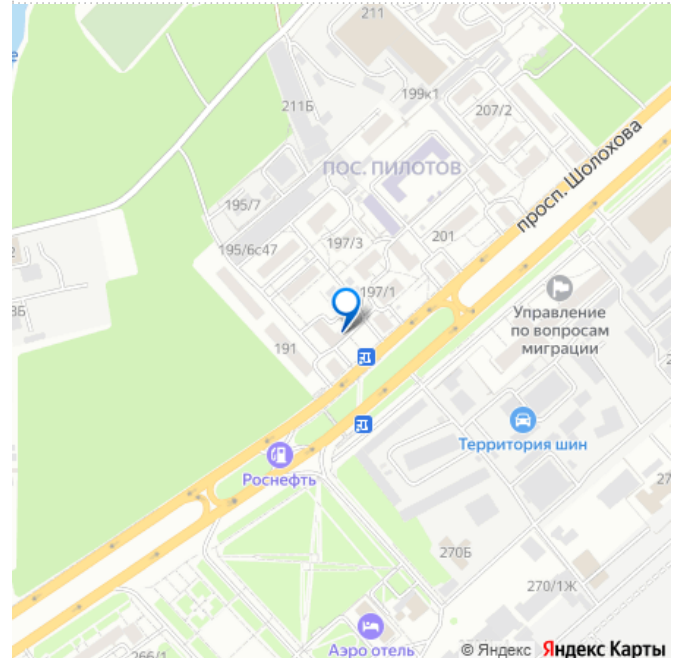 211
199к1
207/2
211Б
просп. Шолохова
ПОС. ПИЛОТОВ
195/7
201
197/3
195/6с47
197/1
Управление
по вопросам
миграции
191
Территория шин
Роснефть
270Б
270/1Ж
Аэро отель
266/1
© Яндекс Яндекс Карты